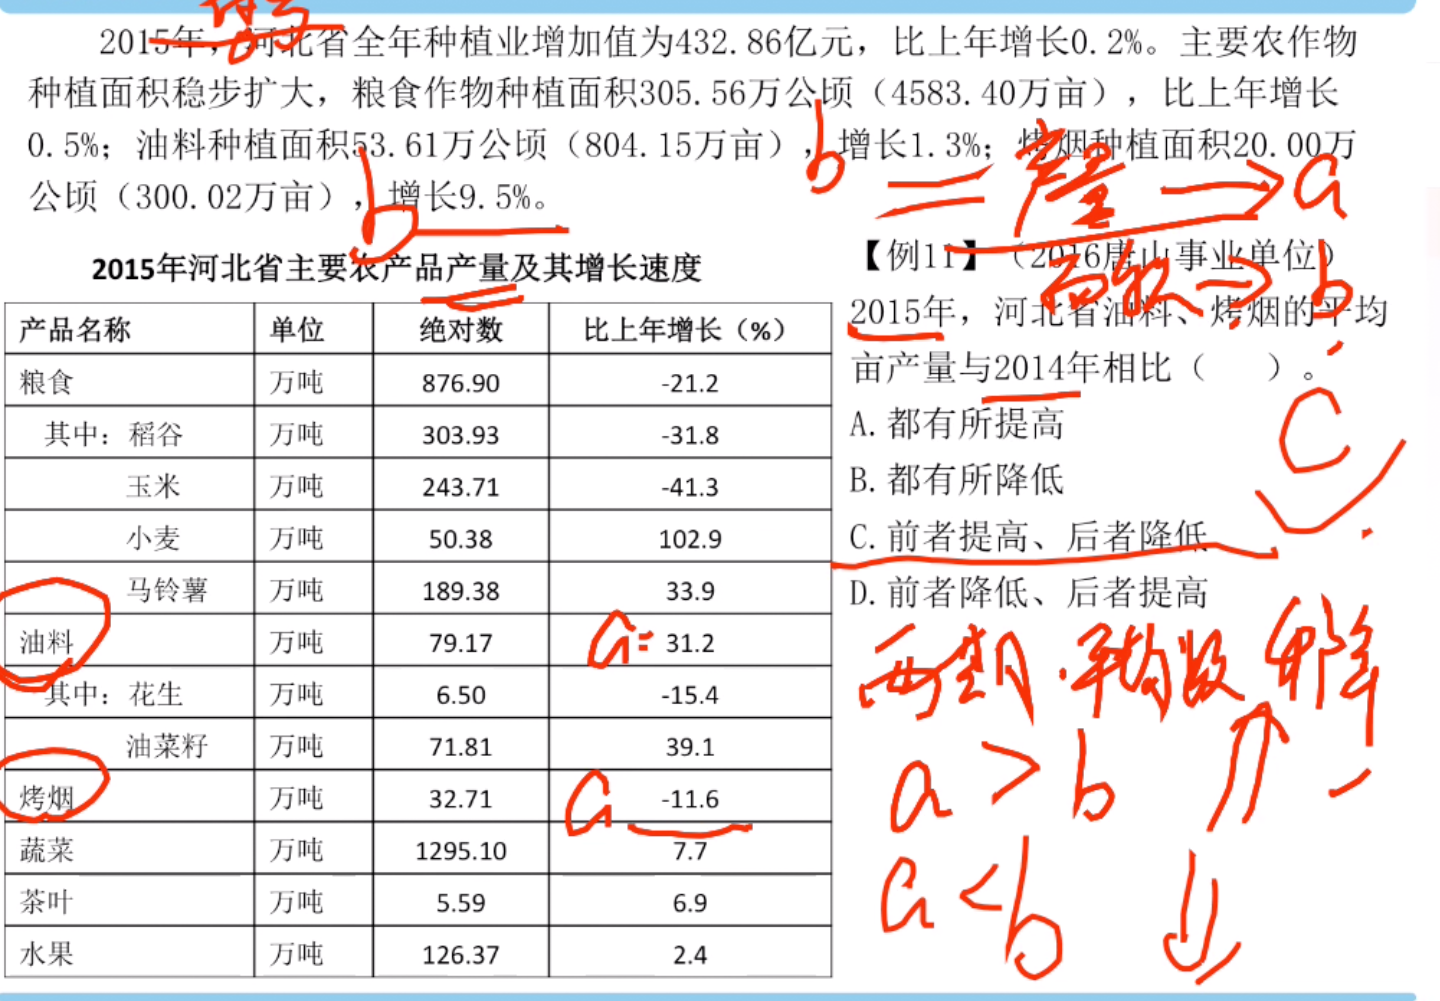 2015年，河北省全年种植业增加值为432.86亿元，比上年增长0.2%。主要农作物
种植面积稳步扩大，粮食作物种植面积305.56万公顷（4583.40万亩），比上年增长
0.5%；油料种植面积53.61万公顷（804.15万亩），增长1.3%；烤烟种植面积20.00万
公顷（300.02万亩），增长9.5%。
b
b = 产量 → a
面积 → b
2015年河北省主要农产品产量及其增长速度
产品名称 单位 绝对数 比上年增长（%）
粮食 万吨 876.90 -21.2
其中：稻谷 万吨 303.93 -31.8
玉米 万吨 243.71 -41.3
小麦 万吨 50.38 102.9
马铃薯 万吨 189.38 33.9
油料 万吨 79.17 a= 31.2
其中：花生 万吨 6.50 -15.4
油菜籽 万吨 71.81 39.1
烤烟 万吨 32.71 a -11.6
蔬菜 万吨 1295.10 7.7
茶叶 万吨 5.59 6.9
水果 万吨 126.37 2.4
【例11】（2016唐山事业单位）
2015年，河北省油料、烤烟的平均
亩产量与2014年相比（ ）。
A.都有所提高
B.都有所降低
C.前者提高、后者降低
D.前者降低、后者提高
C
两期·平均数 升降
a > b ↑
a < b ↓